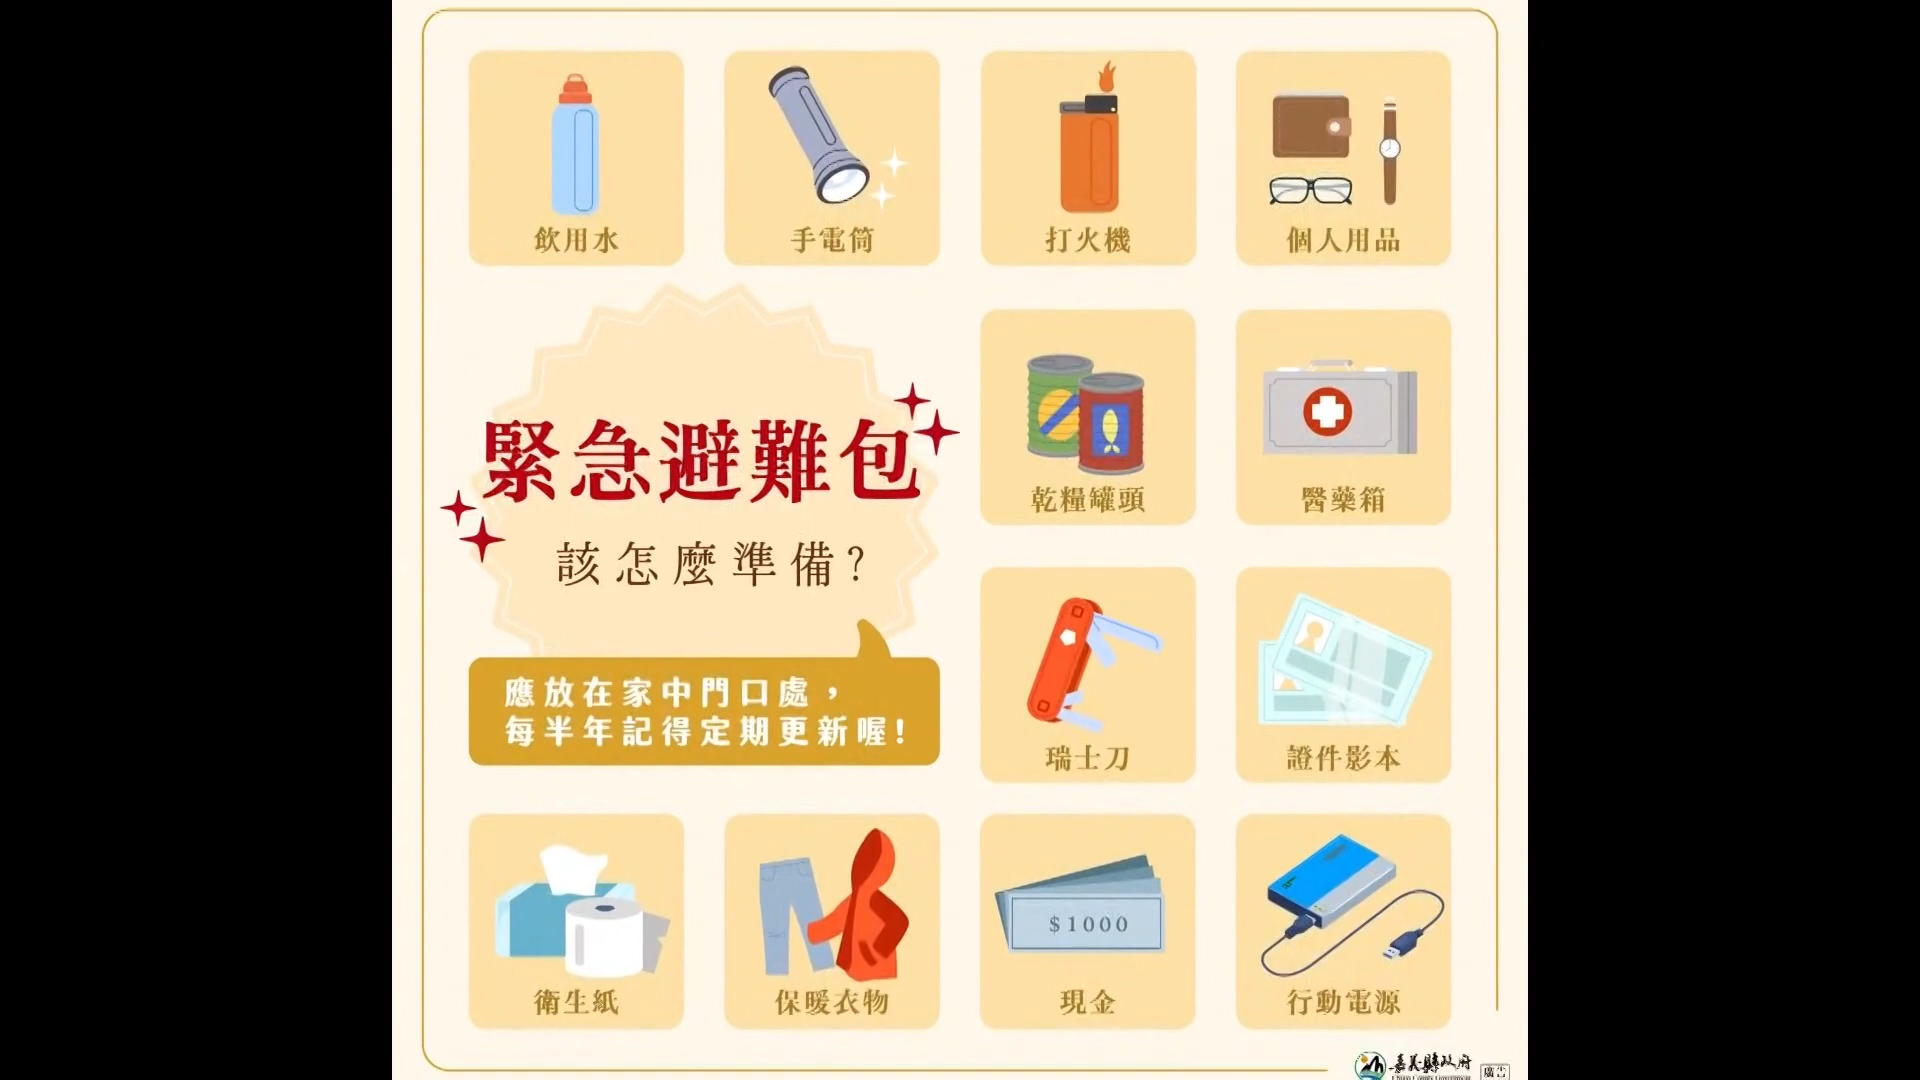 飲用水
手電筒
打火機
個人用品
緊急避難包
該怎麼準備?
應放在家中門口處，
每半年記得定期更新喔!
乾糧罐頭
醫藥箱
瑞士刀
證件影本
衛生紙
保暖衣物
$1000
現金
行動電源
嘉義縣政府
廣告